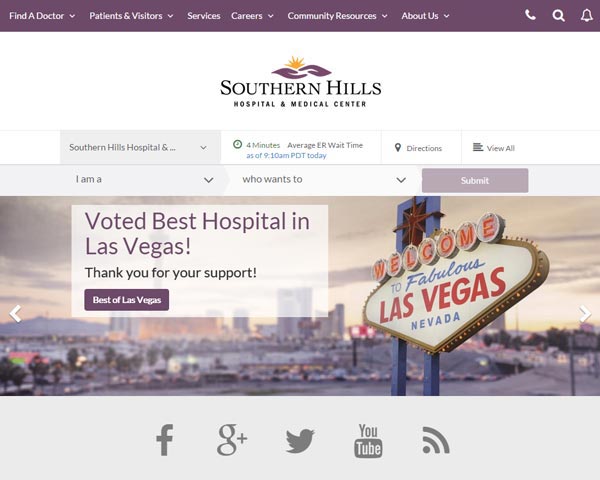 Find A Doctor Patients & Visitors Services Careers Community Resources About Us
SOUTHERN HILLS
HOSPITAL & MEDICAL CENTER
Southern Hills Hospital & ...
4 Minutes Average ER Wait Time
as of 9:10am PDT today
Directions
View All
I am a
who wants to
Submit
Voted Best Hospital in
Las Vegas!
Thank you for your support!
Best of Las Vegas
WELCOME
TO Fabulous
LAS VEGAS
NEVADA
f
g+
You
Tube